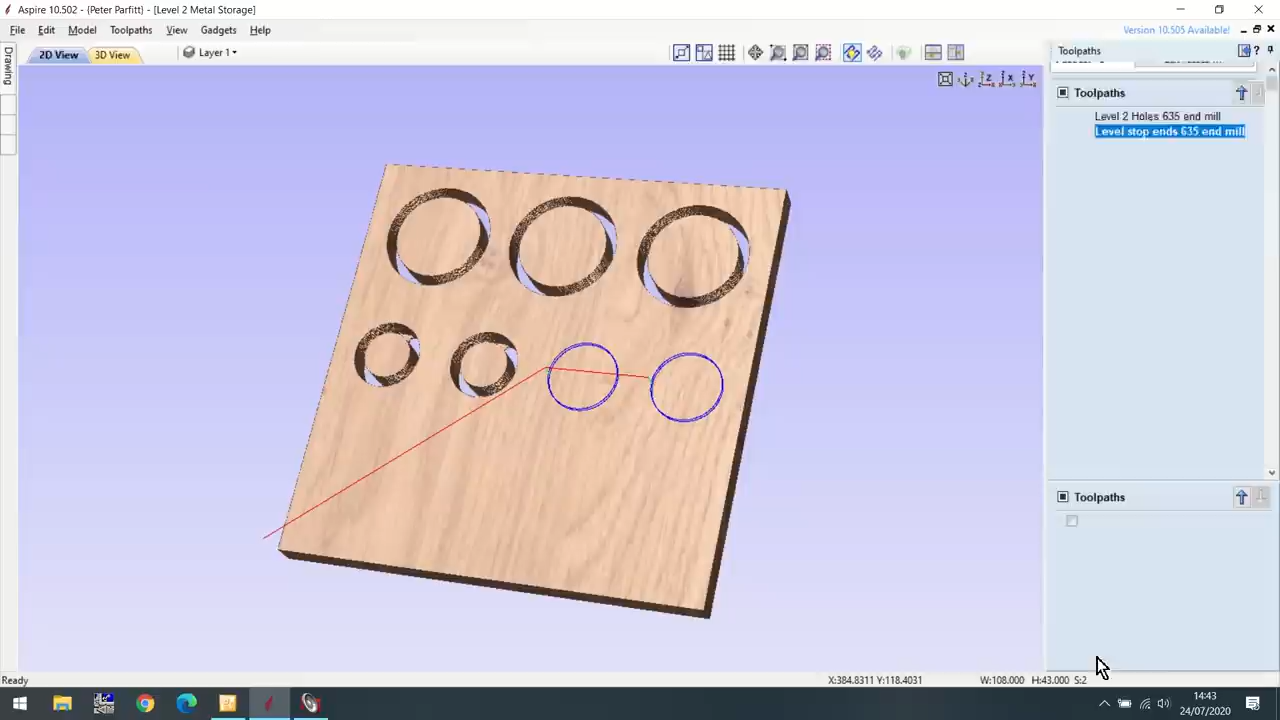 Aspire 10.502 - {Peter Parfitt} - [Level 2 Metal Storage]
File Edit Model Toolpaths View Gadgets Help
Version 10.505 Available!
2D View 3D View Layer 1
Drawing
Toolpaths
Toolpaths
Level 2 Holes 635 end mill
Level stop ends 635 end mill
Toolpaths
Z X Y
Ready
X:384.8311 Y:118.4031
W:108.000 H:43.000 S:2
14:43
24/07/2020